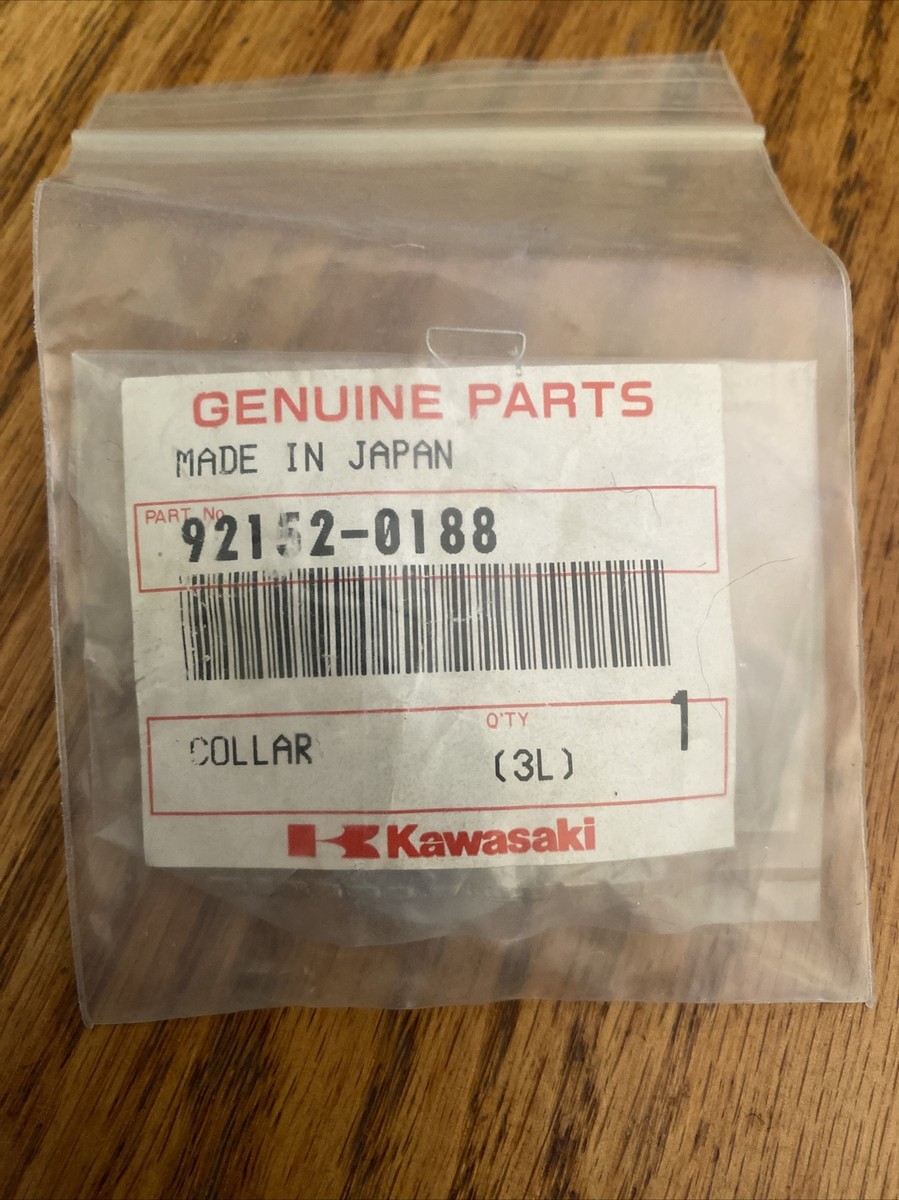 GENUINE PARTS
MADE IN JAPAN
PART No.
92152-0188
Q'TY
1
COLLAR (3L)
Kawasaki